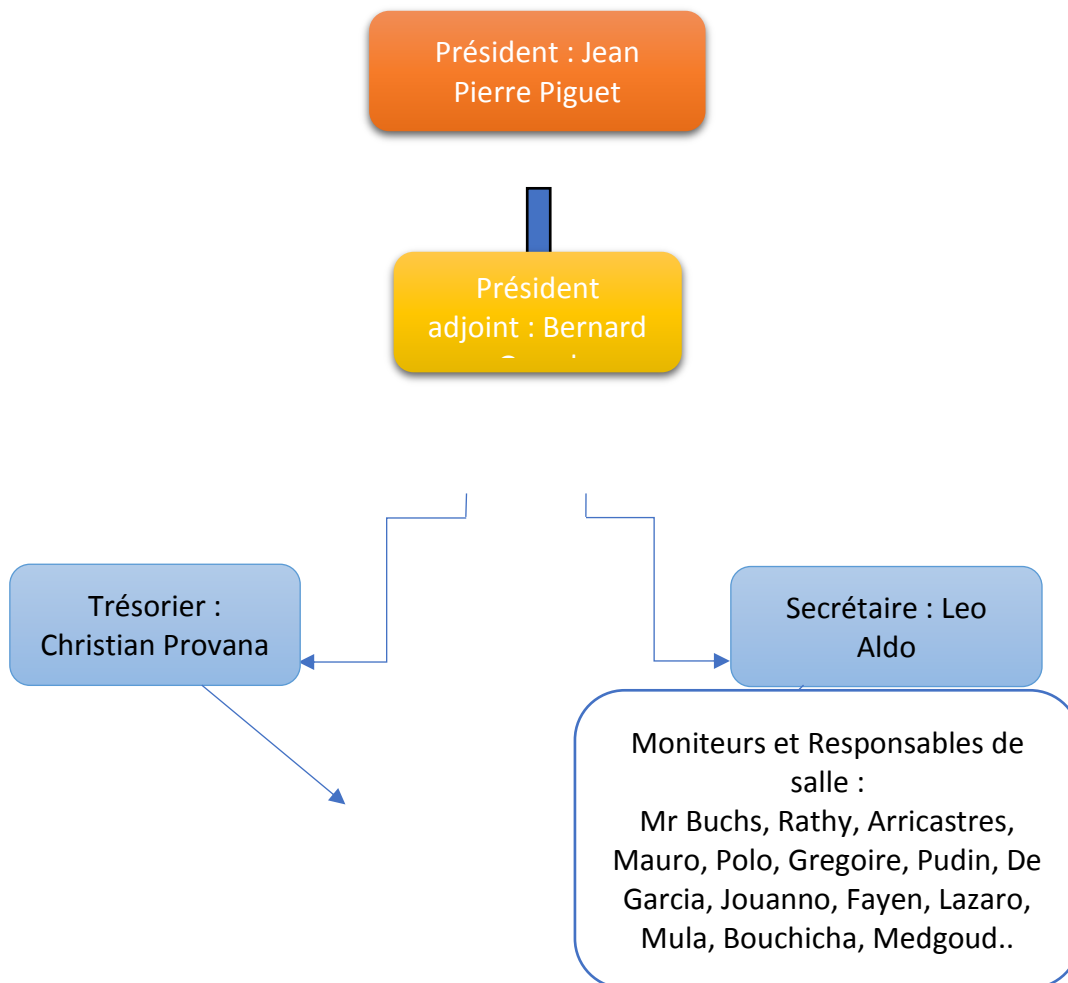 Président : Jean
Pierre Piguet
Président
adjoint : Bernard
Trésorier :
Christian Provana
Secrétaire : Leo
Aldo
Moniteurs et Responsables de
salle :
Mr Buchs, Rathy, Arricastres,
Mauro, Polo, Gregoire, Pudin, De
Garcia, Jouanno, Fayen, Lazaro,
Mula, Bouchicha, Medgoud..